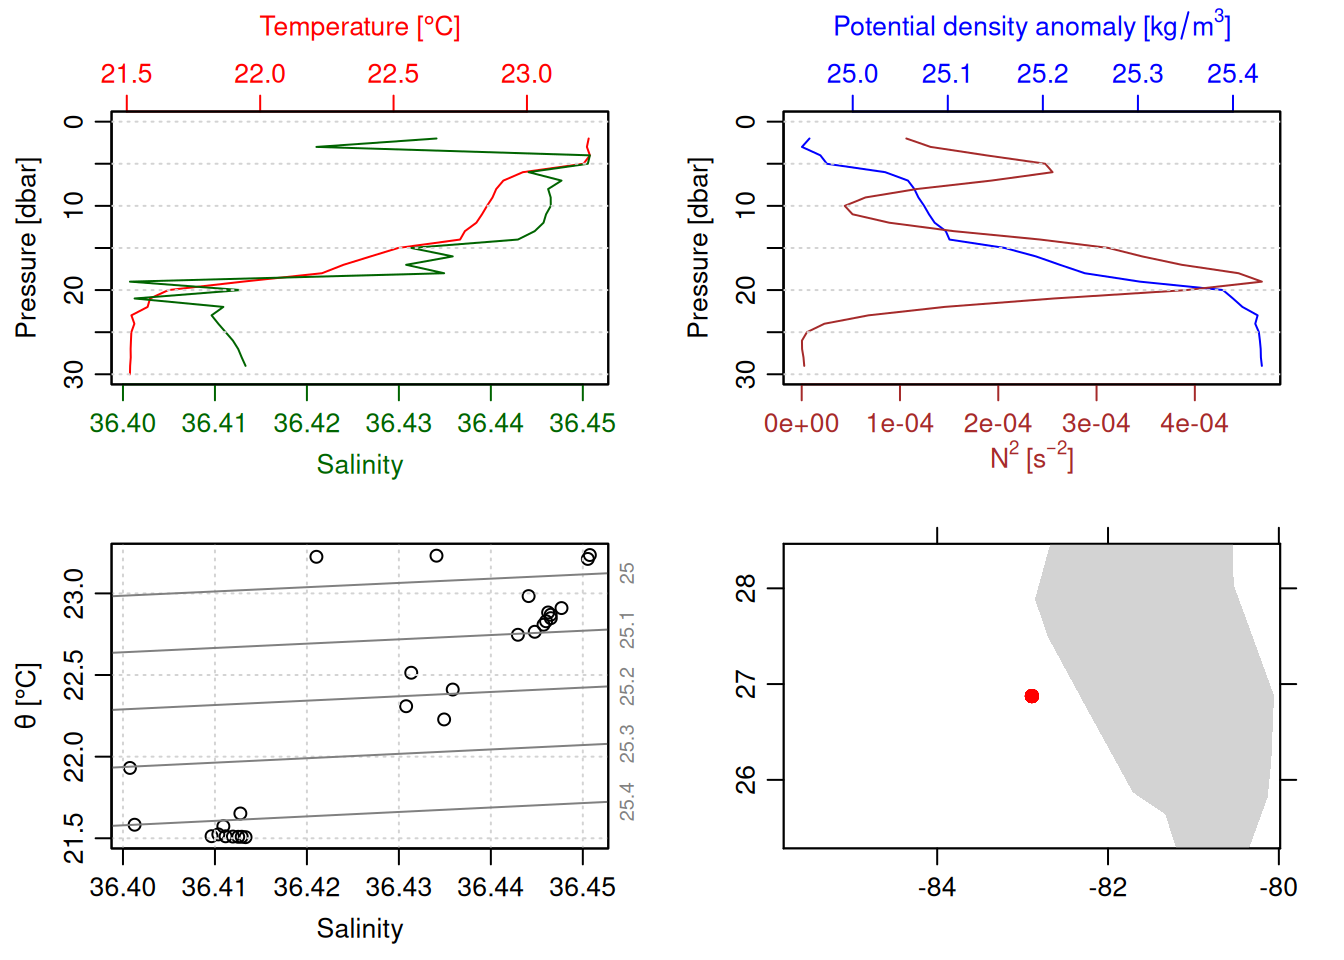 Temperature [°C]
21.5 22.0 22.5 23.0
Pressure [dbar]
0 10 20 30
36.40 36.41 36.42 36.43 36.44 36.45
Salinity
Potential density anomaly [kg/m³]
25.0 25.1 25.2 25.3 25.4
Pressure [dbar]
0 10 20 30
0e+00 1e-04 2e-04 3e-04 4e-04
N² [s⁻²]
θ [°C]
23.0
22.5
22.0
21.5
25
25.1
25.2
25.3
25.4
36.40 36.41 36.42 36.43 36.44 36.45
Salinity
28
27
26
-84 -82 -80